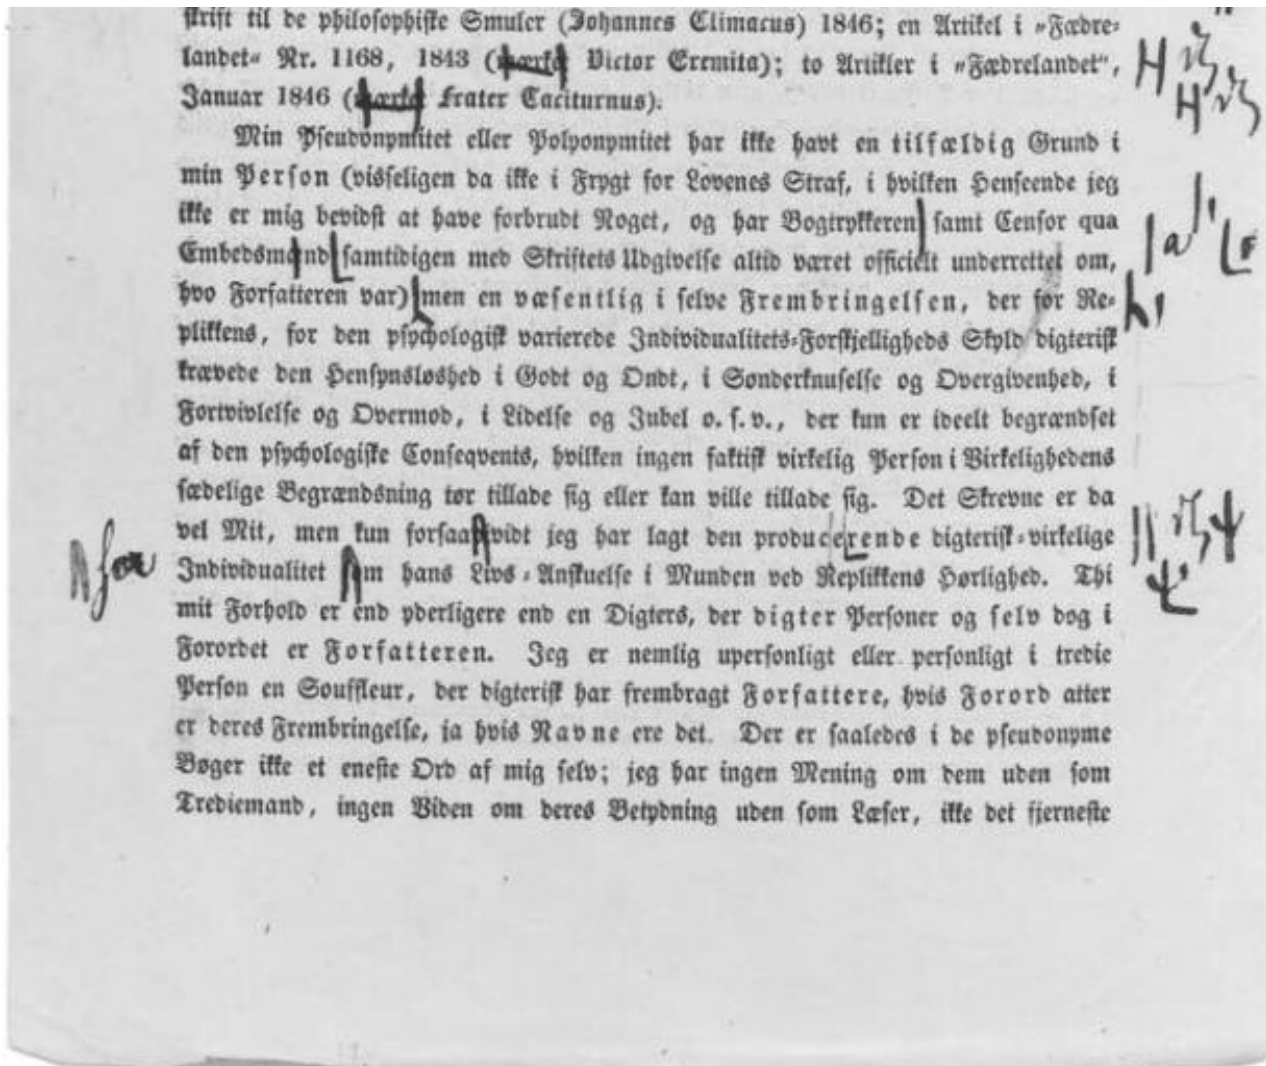 skrift til de philosophiske Smuler (Johannes Climacus) 1846; en Artikel i »Fædre-
landet« Nr. 1168, 1843 (mærket Victor Eremita); to Artikler i »Fædrelandet",
Januar 1846 (mærket Frater Taciturnus).
Min Pseudonymitet eller Polyonymitet har ikke havt en tilfældig Grund i
min Person (visseligen da ikke i Frygt for Lovenes Straf, i hvilken Henseende jeg
ikke er mig bevidst at have forbrudt Noget, og har Bogtrykkeren samt Censor qua
Embedsmand samtidigen med Skriftets Udgivelse altid været officielt underrettet om,
hvo Forfatteren var) men en væsentlig i selve Frembringelsen, der for Re-
plikkens, for den psychologisk varierede Individualitets-Forskjelligheds Skyld digterisk
krævede den Hensynsløshed i Godt og Ondt, i Sønderknuselse og Overgivenhed, i
Fortvivlelse og Overmod, i Lidelse og Jubel o. s. v., der kun er ideelt begrændset
af den psychologiske Conseqvents, hvilken ingen faktisk virkelig Person i Virkelighedens
sædelige Begrændsning tør tillade sig eller kan ville tillade sig. Det Skrevne er da
vel Mit, men kun forsaavidt jeg har lagt den producerende digterisk-virkelige
Individualitet som hans Livs-Anskuelse i Munden ved Replikkens Hørlighed. Thi
mit Forhold er end yderligere end en Digters, der digter Personer og selv dog i
Forordet er Forfatteren. Jeg er nemlig upersonligt eller personligt i tredie
Person en Souffleur, der digterisk har frembragt Forfattere, hvis Forord atter
er deres Frembringelse, ja hvis Navne ere det. Der er saaledes i de pseudonyme
Bøger ikke et eneste Ord af mig selv; jeg har ingen Mening om dem uden som
Trediemand, ingen Viden om deres Betydning uden som Læser, ikke det fjerneste